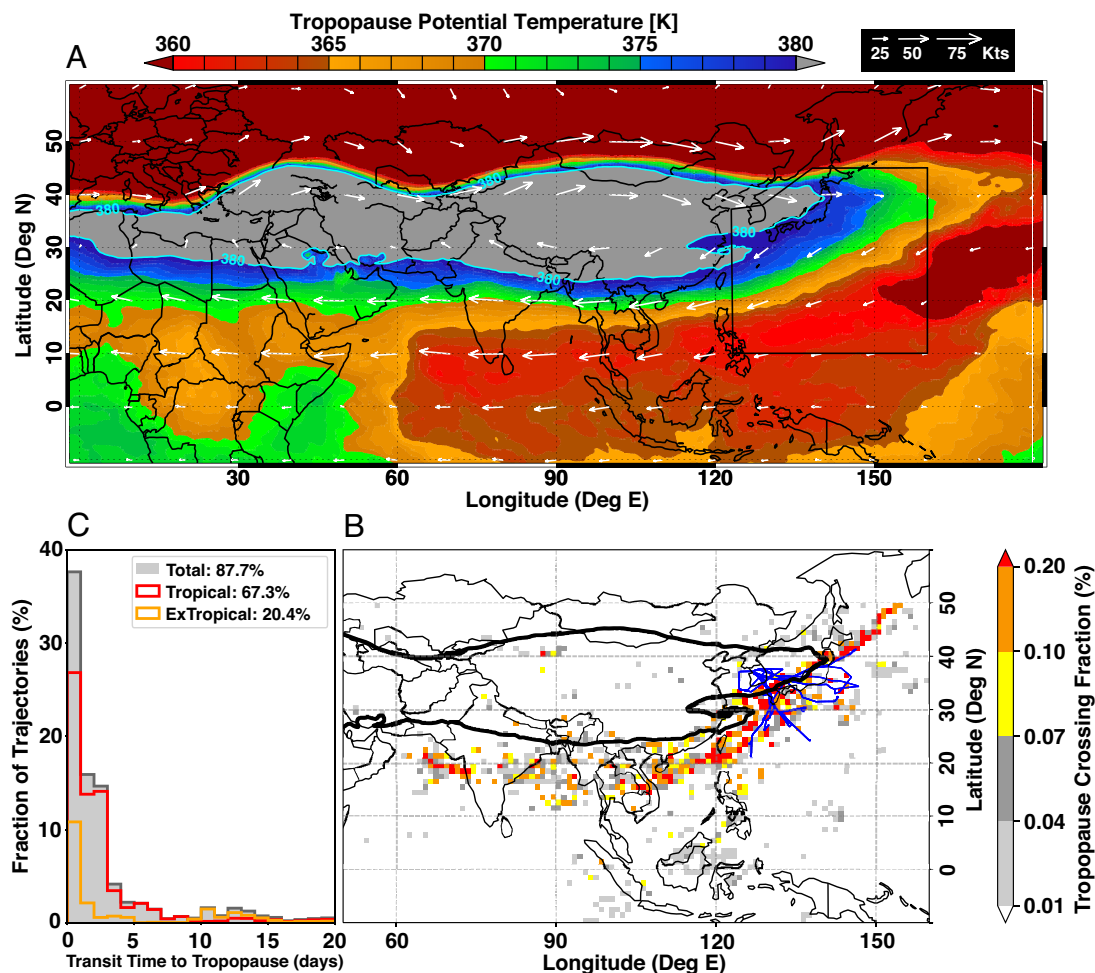 Tropopause Potential Temperature [K]
A
360 365 370 375 380
25 50 75 Kts
Latitude (Deg N)
50
40
30
20
10
0
380
380
380
380
380
380
30 60 90 120 150
Longitude (Deg E)
C
Fraction of Trajectories (%)
40
30
20
10
0
Total: 87.7%
Tropical: 67.3%
ExTropical: 20.4%
0 5 10 15 20
Transit Time to Tropopause (days)
B
50
40
30
20
10
0
Latitude (Deg N)
60 90 120 150
Longitude (Deg E)
0.20
0.10
0.07
0.04
0.01
Tropopause Crossing Fraction (%)